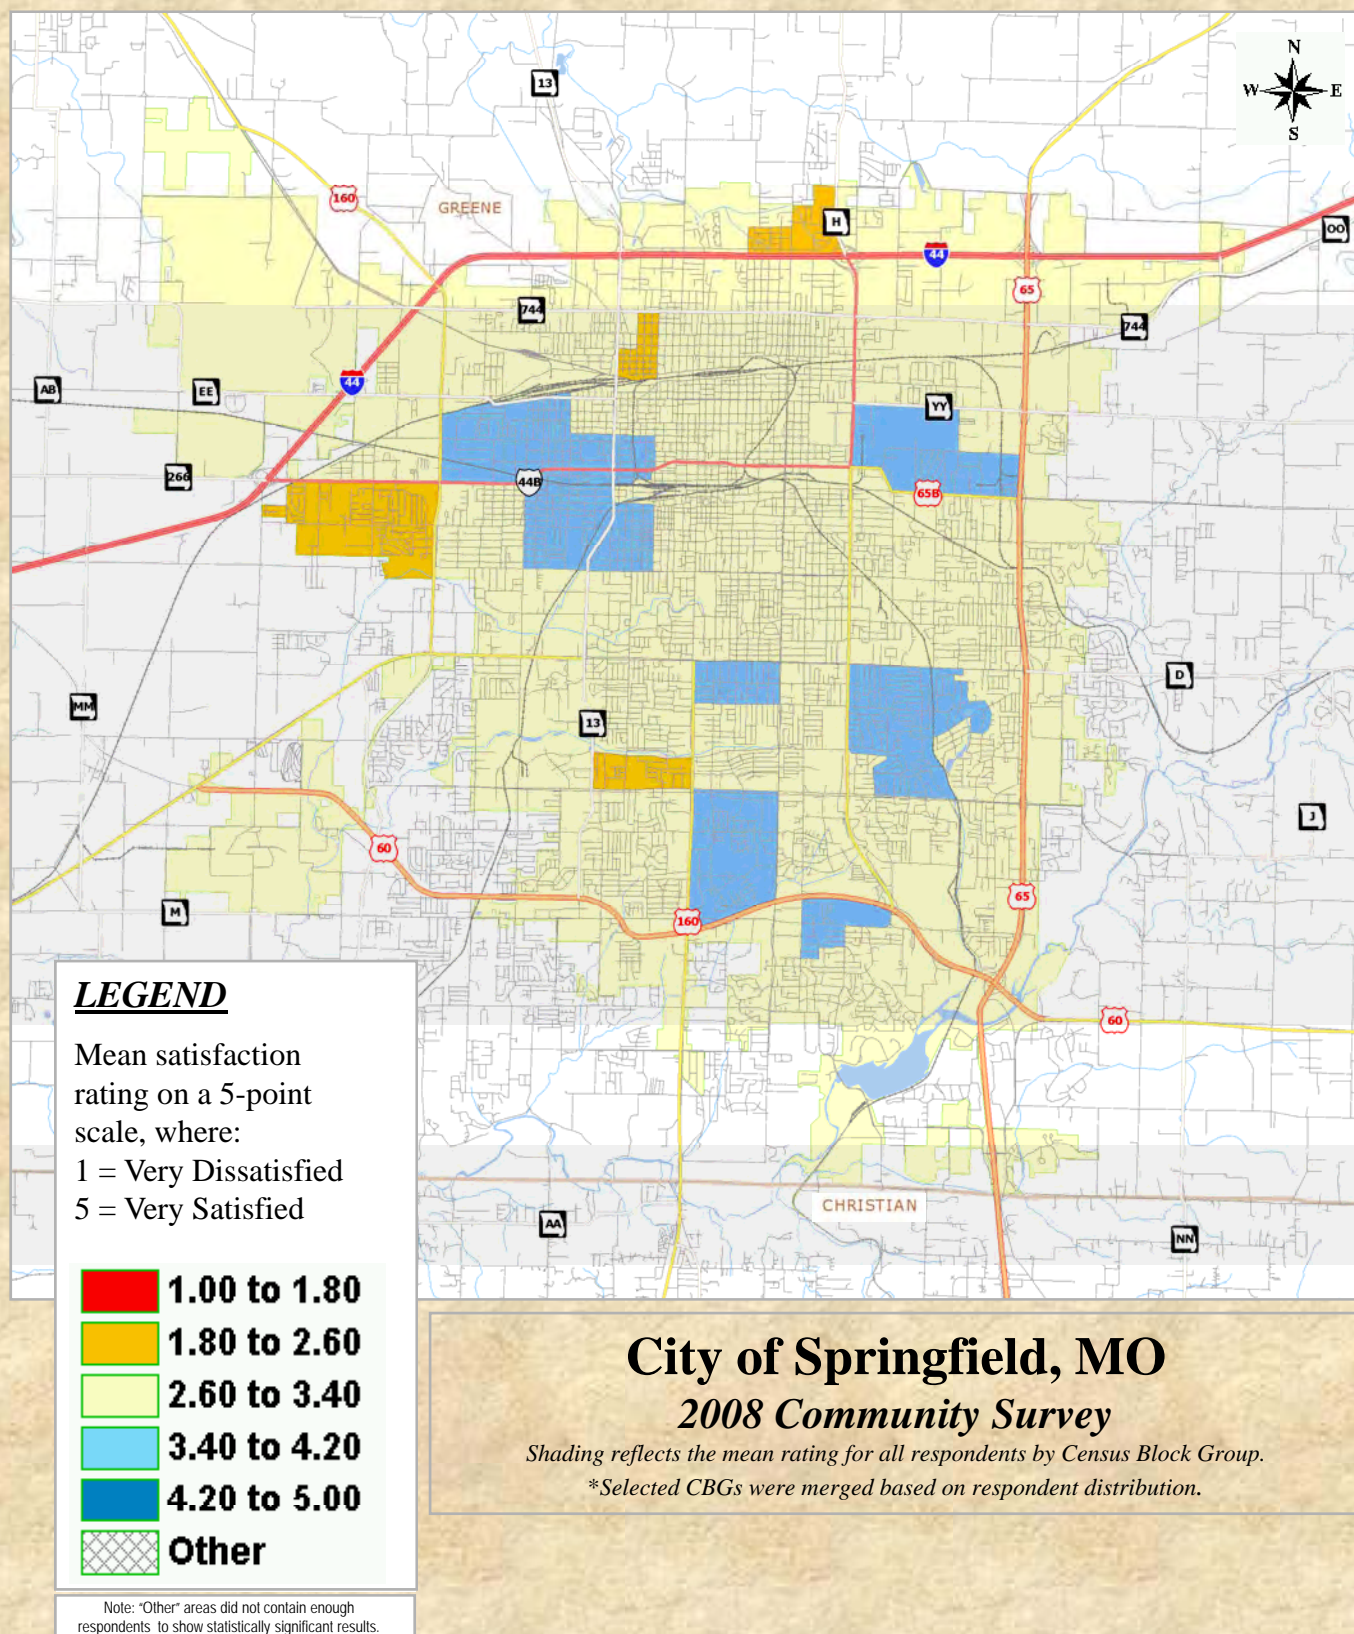 N
W E
S
13
160
GREENE
H
OO
44
65
744
744
44
AB
EE
YY
266
44B
65B
D
MM
13
J
60
65
M
160
60
CHRISTIAN
AA
NN
LEGEND
Mean satisfaction
rating on a 5-point
scale, where:
1 = Very Dissatisfied
5 = Very Satisfied
1.00 to 1.80
1.80 to 2.60
2.60 to 3.40
3.40 to 4.20
4.20 to 5.00
Other
Note: "Other" areas did not contain enough
respondents to show statistically significant results.
City of Springfield, MO
2008 Community Survey
Shading reflects the mean rating for all respondents by Census Block Group.
*Selected CBGs were merged based on respondent distribution.